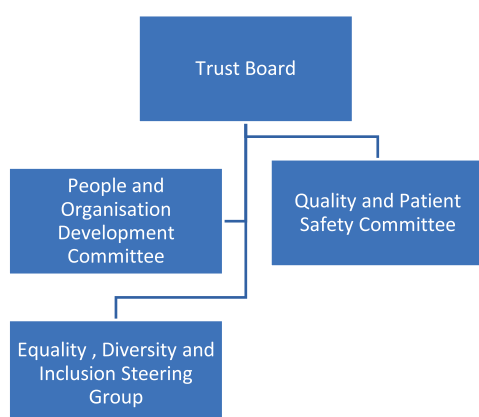 Trust Board
People and
Organisation
Development
Committee
Quality and Patient
Safety Committee
Equality , Diversity and
Inclusion Steering
Group